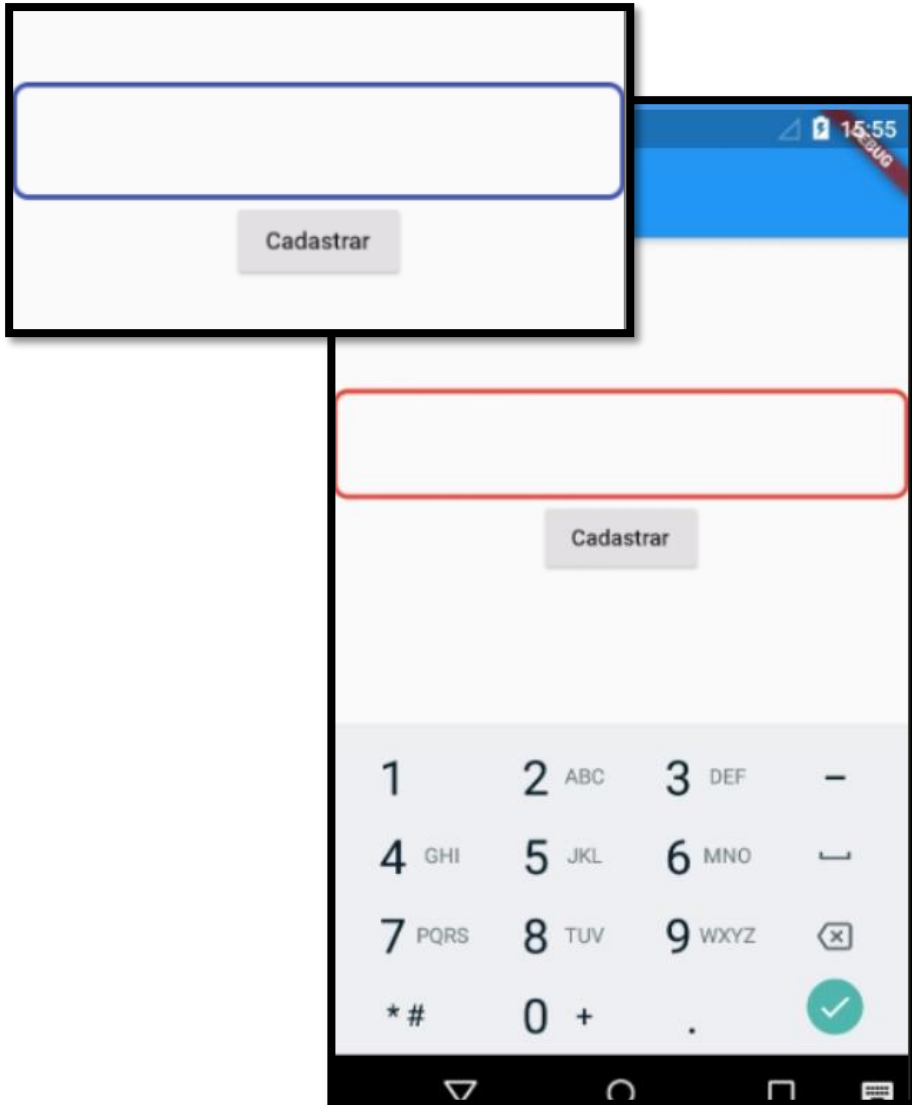 Cadastrar
15:55
DEBUG
Cadastrar
1 2 ABC 3 DEF -
4 GHI 5 JKL 6 MNO
7 PQRS 8 TUV 9 WXYZ
* # 0 + .